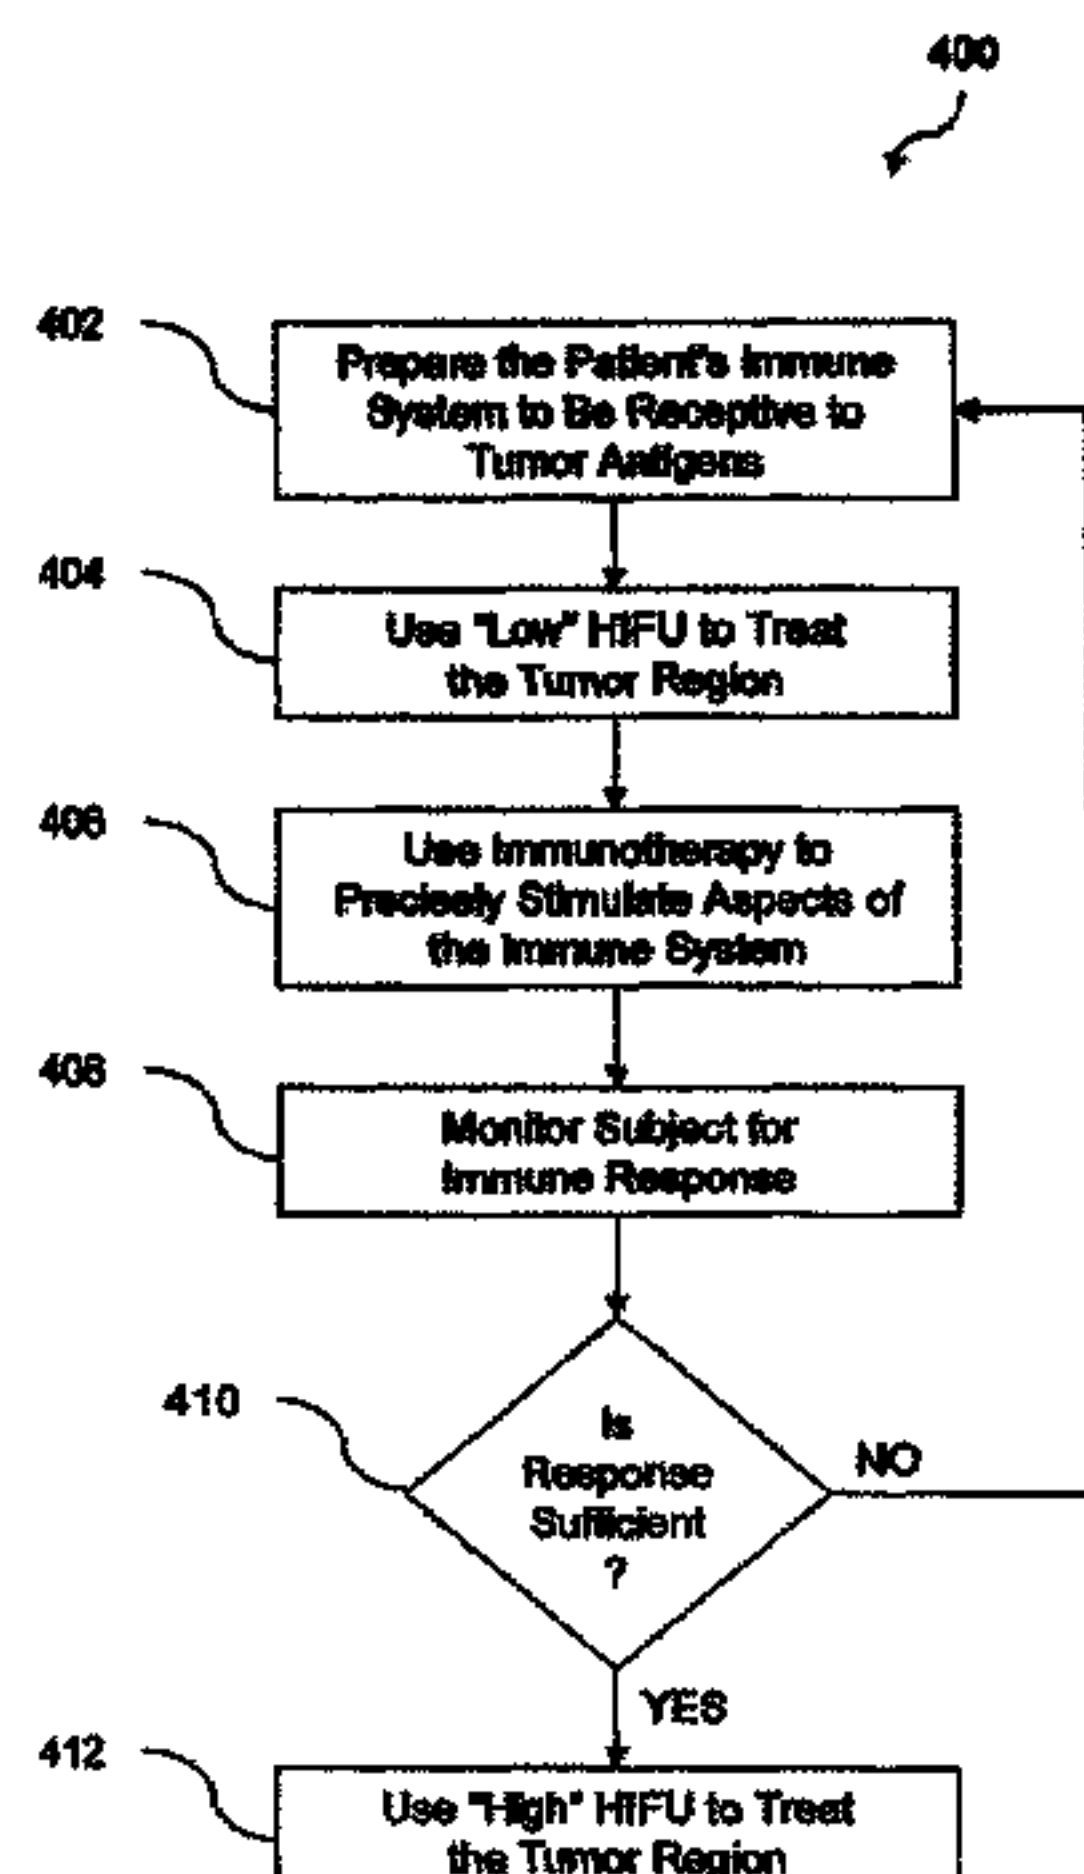 400
402
Prepare the Patient's Immune
System to Be Receptive to
Tumor Antigens
404
Use "Low" HIFU to Treat
the Tumor Region
406
Use Immunotherapy to
Precisely Stimulate Aspects of
the Immune System
408
Monitor Subject for
Immune Response
410
Is
Response
Sufficient
?
NO
YES
412
Use "High" HIFU to Treat
the Tumor Region